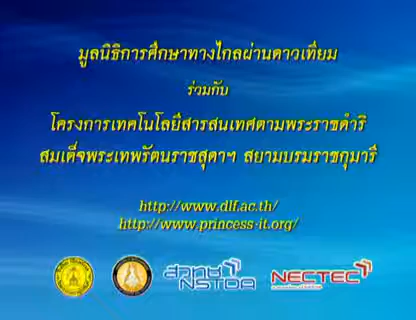 มูลนิธิการศึกษาทางไกลผ่านดาวเทียม
ร่วมกับ
โครงการเทคโนโลยีสารสนเทศตามพระราชดำริ
สมเด็จพระเทพรัตนราชสุดาฯ สยามบรมราชกุมารี
http://www.dlf.ac.th/
http://www.princess-it.org/
สวทช
NSTDA
NECTEC